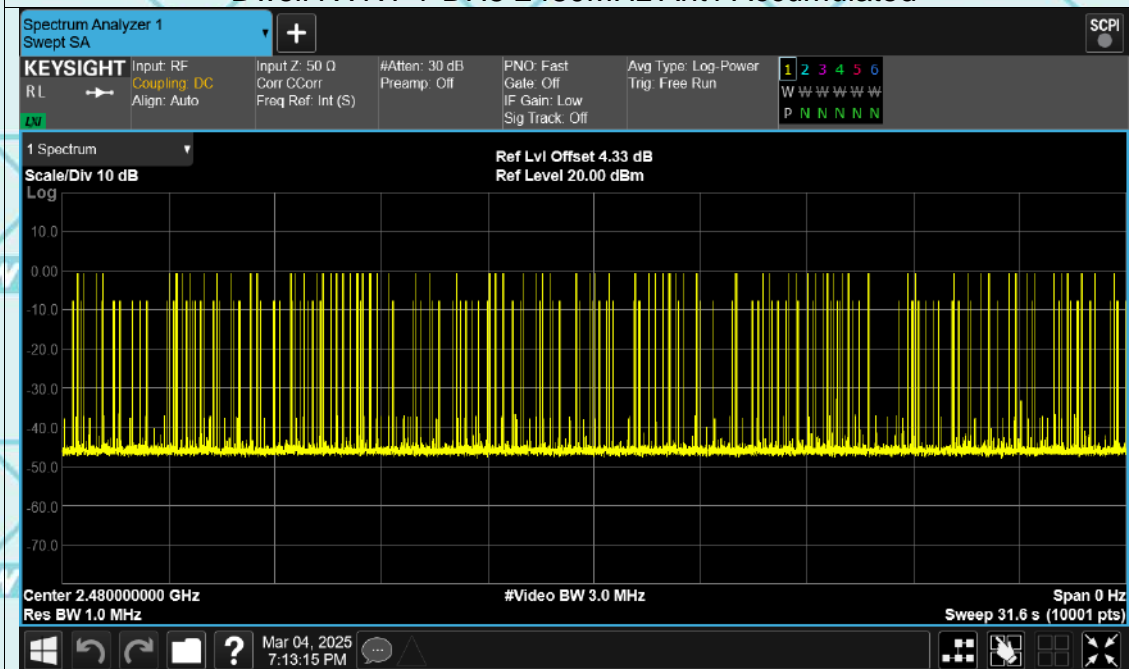 Spectrum Analyzer 1
Swept SA
+
SCPI
KEYSIGHT
RL
LXI
Input: RF
Coupling: DC
Align: Auto
Input Z: 50 Ω
Corr CCorr
Freq Ref: Int (S)
#Atten: 30 dB
Preamp: Off
PNO: Fast
Gate: Off
IF Gain: Low
Sig Track: Off
Avg Type: Log-Power
Trig: Free Run
1 2 3 4 5 6
W W W W W W
P N N N N N
1 Spectrum
Scale/Div 10 dB
Log
Ref Lvl Offset 4.33 dB
Ref Level 20.00 dBm
10.0
0.00
-10.0
-20.0
-30.0
-40.0
-50.0
-60.0
-70.0
Center 2.480000000 GHz
Res BW 1.0 MHz
#Video BW 3.0 MHz
Span 0 Hz
Sweep 31.6 s (10001 pts)
?
Mar 04, 2025
7:13:15 PM